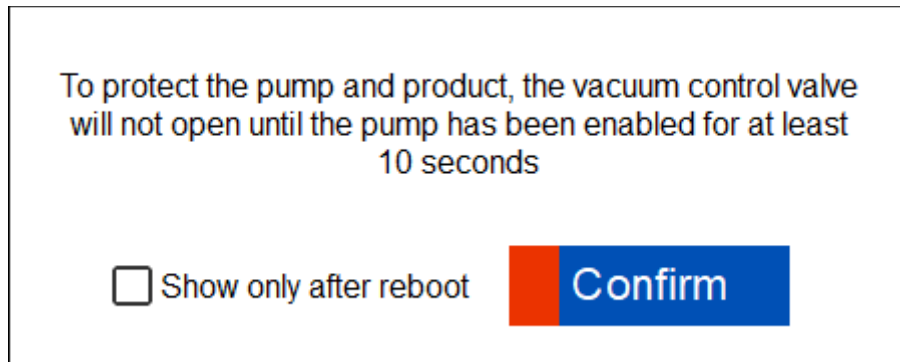 To protect the pump and product, the vacuum control valve
will not open until the pump has been enabled for at least
10 seconds
Show only after reboot
Confirm